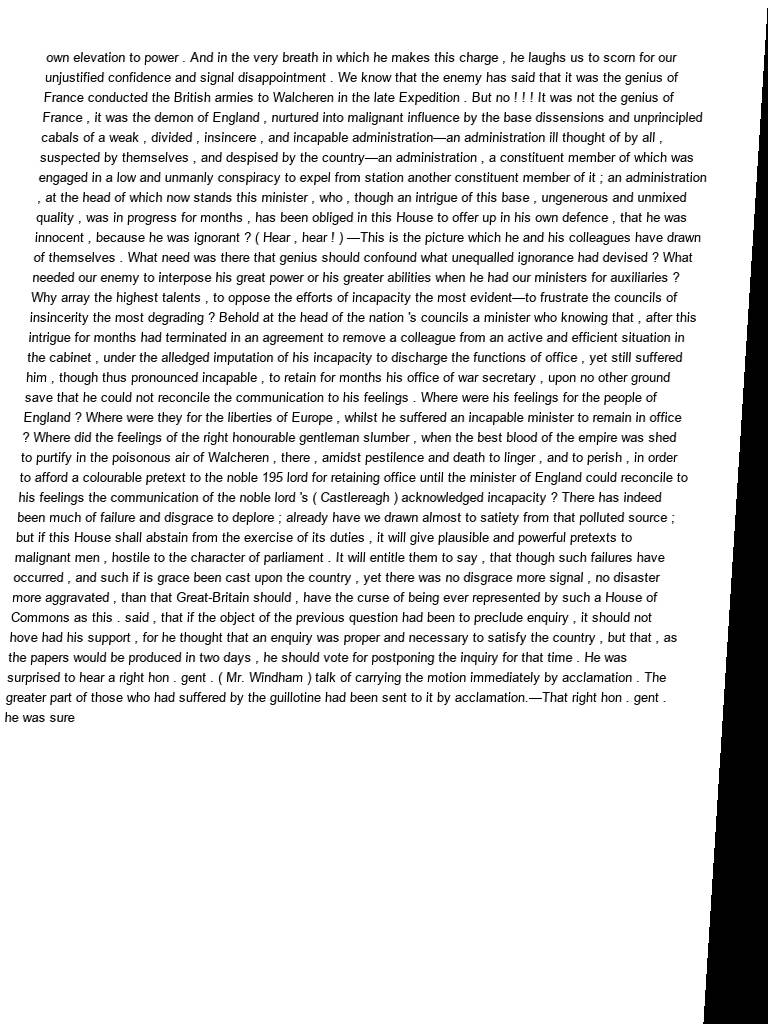 own elevation to power . And in the very breath in which he makes this charge , he laughs us to scorn for our
unjustified confidence and signal disappointment . We know that the enemy has said that it was the genius of
France conducted the British armies to Walcheren in the late Expedition . But no ! ! ! It was not the genius of
France , it was the demon of England , nurtured into malignant influence by the base dissensions and unprincipled
cabals of a weak , divided , insincere , and incapable administration—an administration ill thought of by all ,
suspected by themselves , and despised by the country—an administration , a constituent member of which was
engaged in a low and unmanly conspiracy to expel from station another constituent member of it ; an administration
, at the head of which now stands this minister , who , though an intrigue of this base , ungenerous and unmixed
quality , was in progress for months , has been obliged in this House to offer up in his own defence , that he was
innocent , because he was ignorant ? ( Hear , hear ! ) —This is the picture which he and his colleagues have drawn
of themselves . What need was there that genius should confound what unequalled ignorance had devised ? What
needed our enemy to interpose his great power or his greater abilities when he had our ministers for auxiliaries ?
Why array the highest talents , to oppose the efforts of incapacity the most evident—to frustrate the councils of
insincerity the most degrading ? Behold at the head of the nation 's councils a minister who knowing that , after this
intrigue for months had terminated in an agreement to remove a colleague from an active and efficient situation in
the cabinet , under the alledged imputation of his incapacity to discharge the functions of office , yet still suffered
him , though thus pronounced incapable , to retain for months his office of war secretary , upon no other ground
save that he could not reconcile the communication to his feelings . Where were his feelings for the people of
England ? Where were they for the liberties of Europe , whilst he suffered an incapable minister to remain in office
? Where did the feelings of the right honourable gentleman slumber , when the best blood of the empire was shed
to purtify in the poisonous air of Walcheren , there , amidst pestilence and death to linger , and to perish , in order
to afford a colourable pretext to the noble 195 lord for retaining office until the minister of England could reconcile to
his feelings the communication of the noble lord 's ( Castlereagh ) acknowledged incapacity ? There has indeed
been much of failure and disgrace to deplore ; already have we drawn almost to satiety from that polluted source ;
but if this House shall abstain from the exercise of its duties , it will give plausible and powerful pretexts to
malignant men , hostile to the character of parliament . It will entitle them to say , that though such failures have
occurred , and such if is grace been cast upon the country , yet there was no disgrace more signal , no disaster
more aggravated , than that Great-Britain should , have the curse of being ever represented by such a House of
Commons as this . said , that if the object of the previous question had been to preclude enquiry , it should not
hove had his support , for he thought that an enquiry was proper and necessary to satisfy the country , but that , as
the papers would be produced in two days , he should vote for postponing the inquiry for that time . He was
surprised to hear a right hon . gent . ( Mr. Windham ) talk of carrying the motion immediately by acclamation . The
greater part of those who had suffered by the guillotine had been sent to it by acclamation.—That right hon . gent .
he was sure